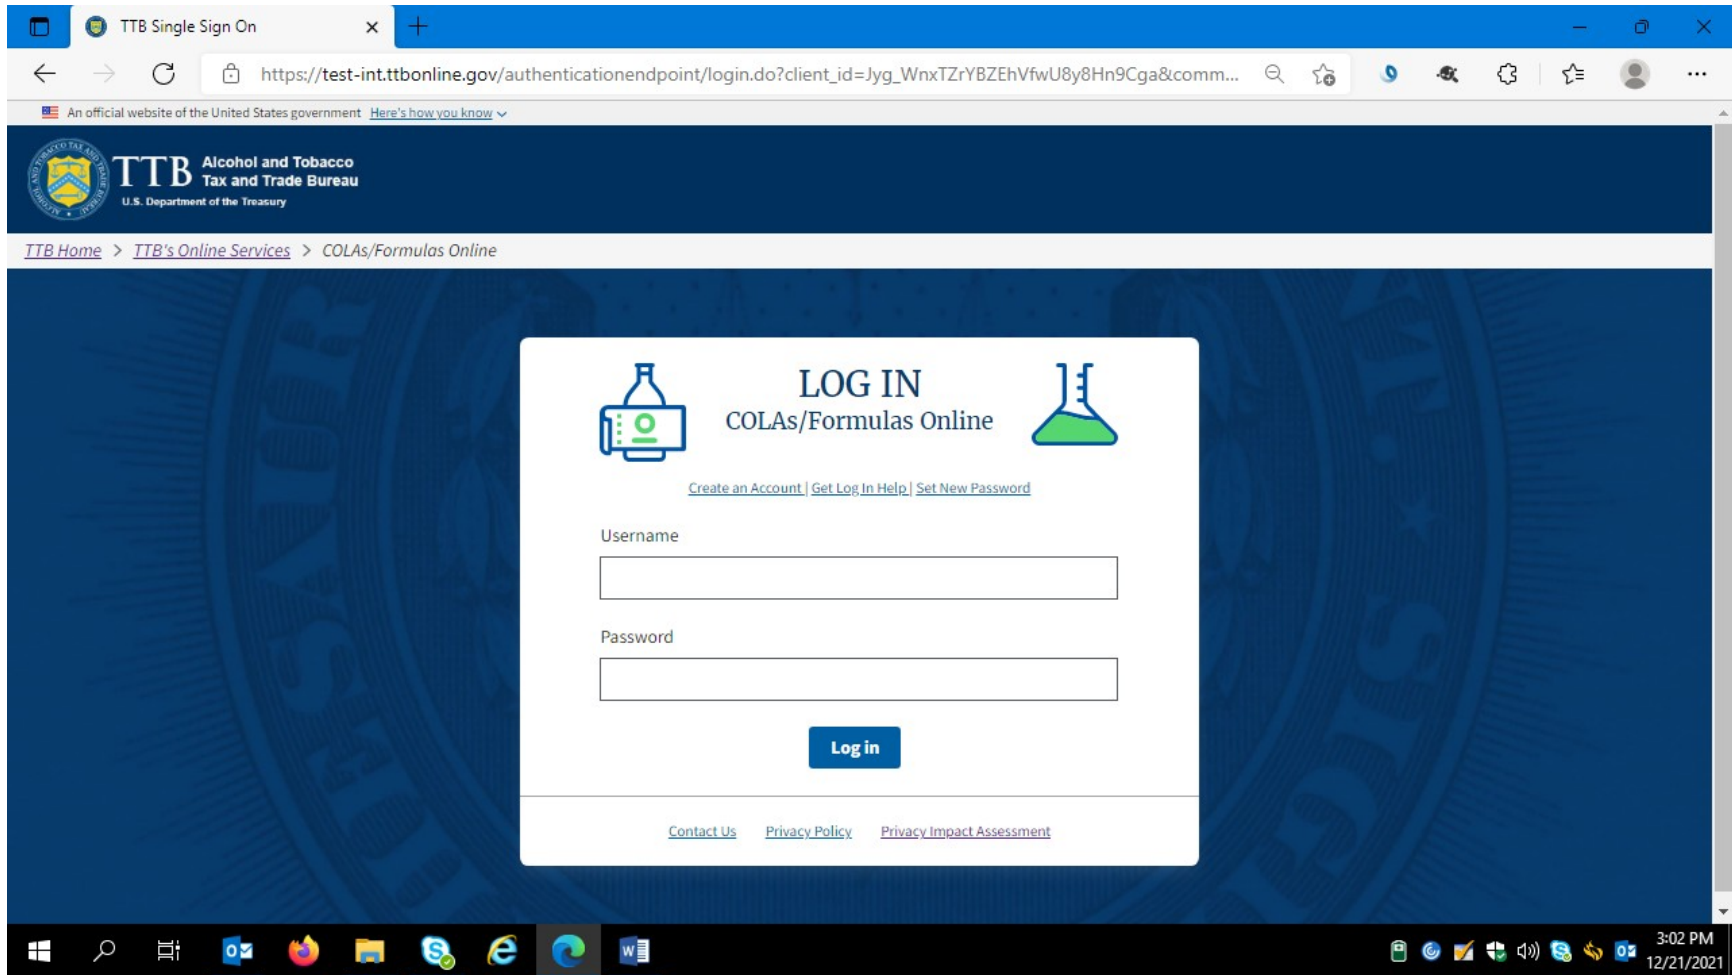 TTB Single Sign On
https://test-int.ttbonline.gov/authenticationendpoint/login.do?client_id=Jyg_WnxTZrYBZEhVfwU8y8Hn9Cga&comm...
An official website of the United States government Here's how you know
TTB Alcohol and Tobacco
Tax and Trade Bureau
U.S. Department of the Treasury
TTB Home > TTB's Online Services > COLAs/Formulas Online
LOG IN
COLAs/Formulas Online
Create an Account | Get Log In Help | Set New Password
Username
Password
Log in
Contact Us Privacy Policy Privacy Impact Assessment
3:02 PM
12/21/2021